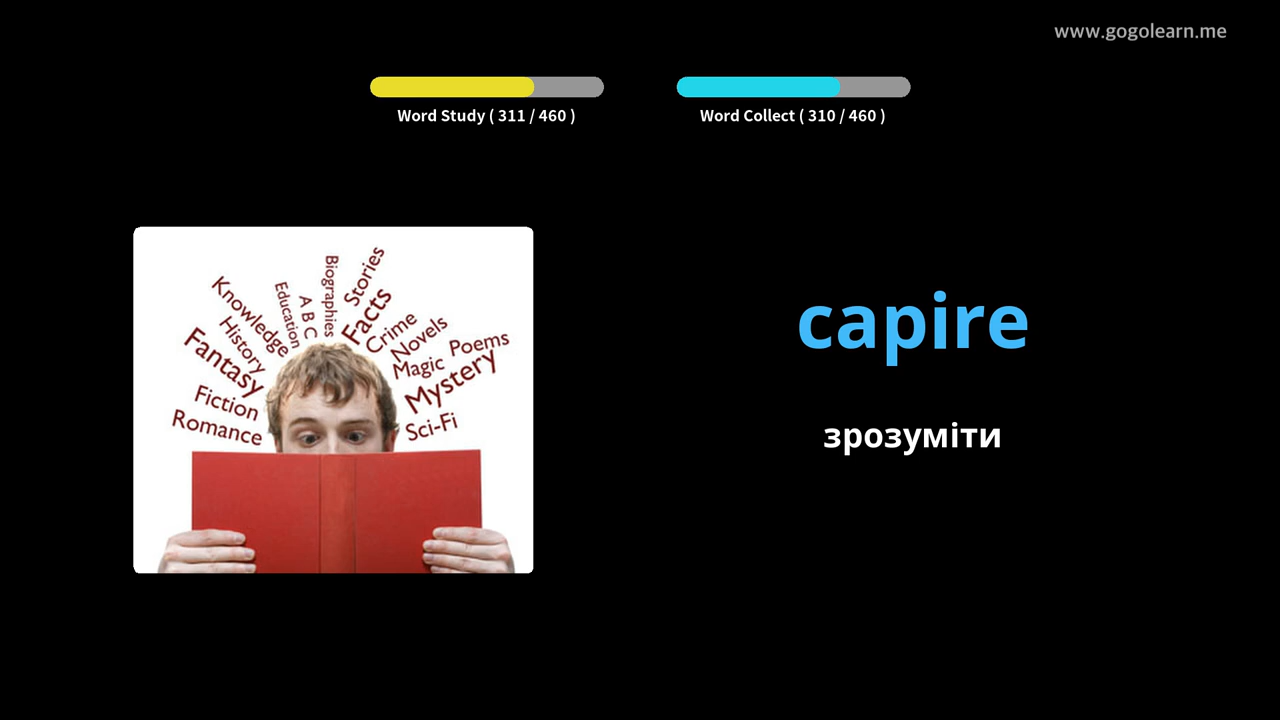 www.gogolearn.me
Word Study ( 311 / 460 )
Word Collect ( 310 / 460 )
Knowledge
Education
A B C
Biographies
Stories
Facts
History
Crime
Novels
Fantasy
Magic
Poems
Mystery
Fiction
Romance
Sci-Fi
capire
зрозуміти